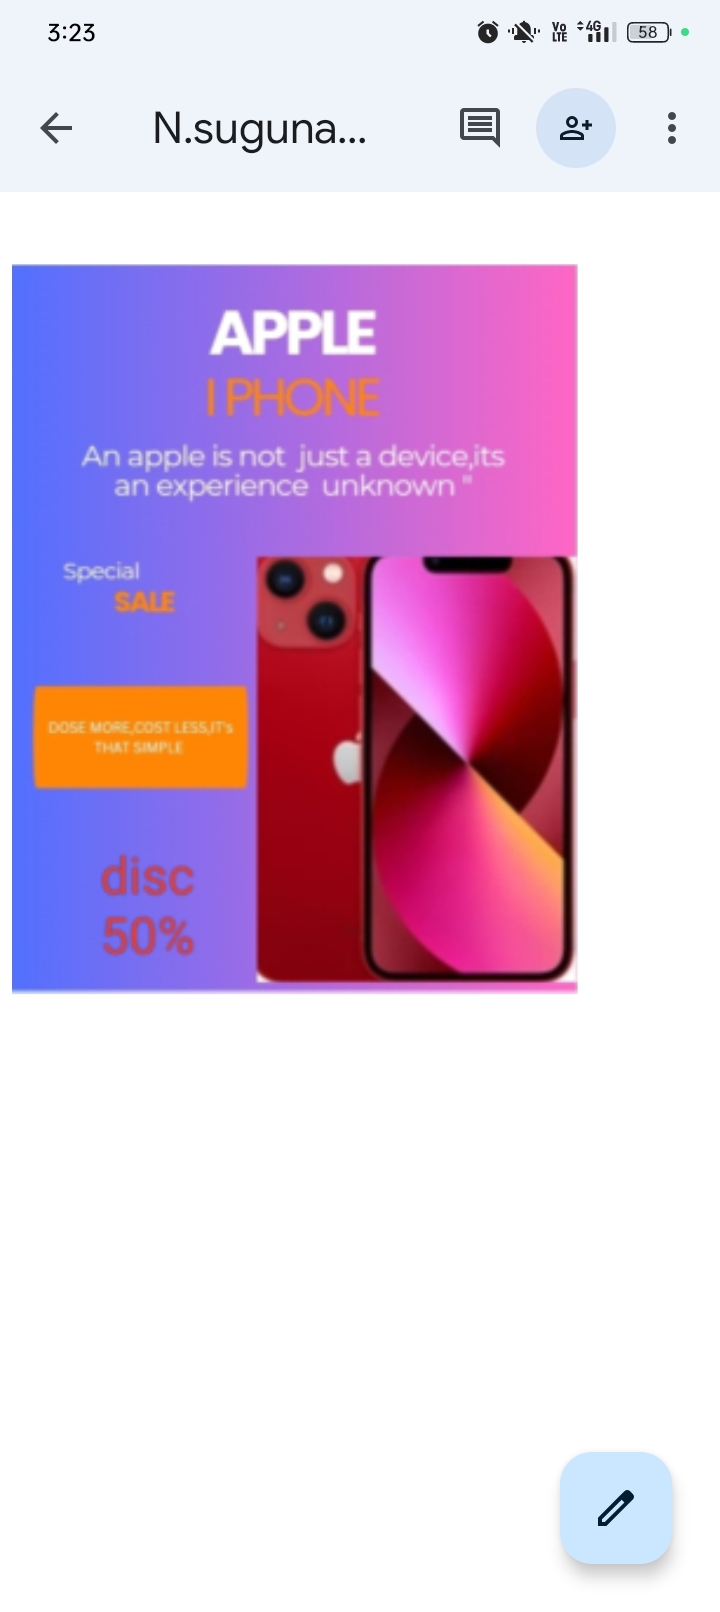 3:23
Vo LTE
4G
58
N.suguna...
APPLE
I PHONE
An apple is not just a device,its
an experience unknown "
Special
SALE
DOSE MORE,COST LESS,IT's
THAT SIMPLE
disc
50%